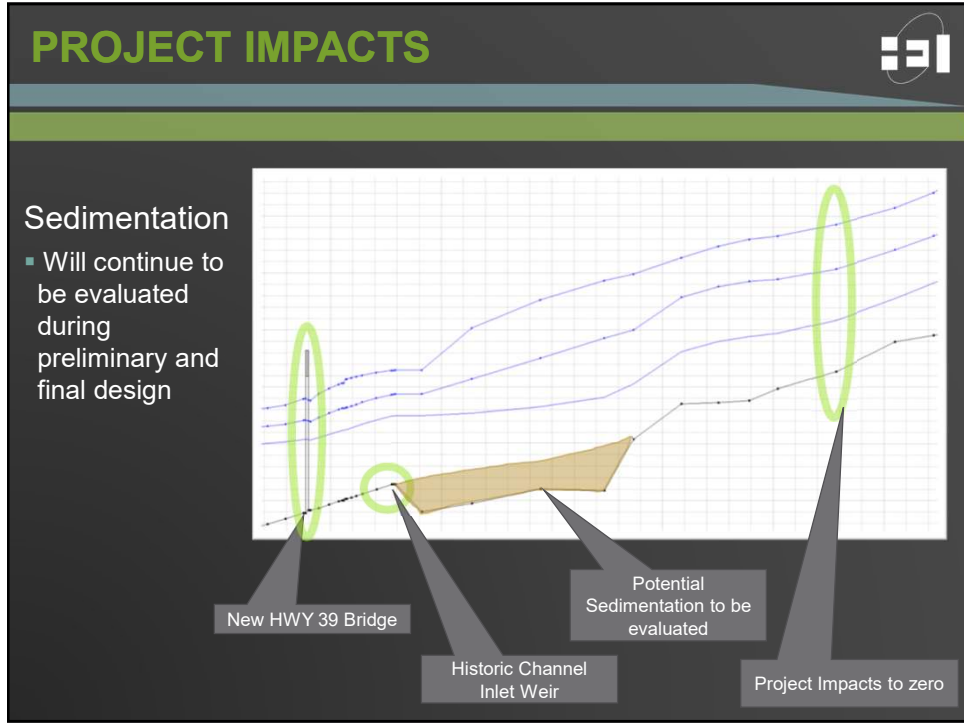 PROJECT IMPACTS
Sedimentation
▪ Will continue to
be evaluated
during
preliminary and
final design
New HWY 39 Bridge
Historic Channel
Inlet Weir
Potential
Sedimentation to be
evaluated
Project Impacts to zero